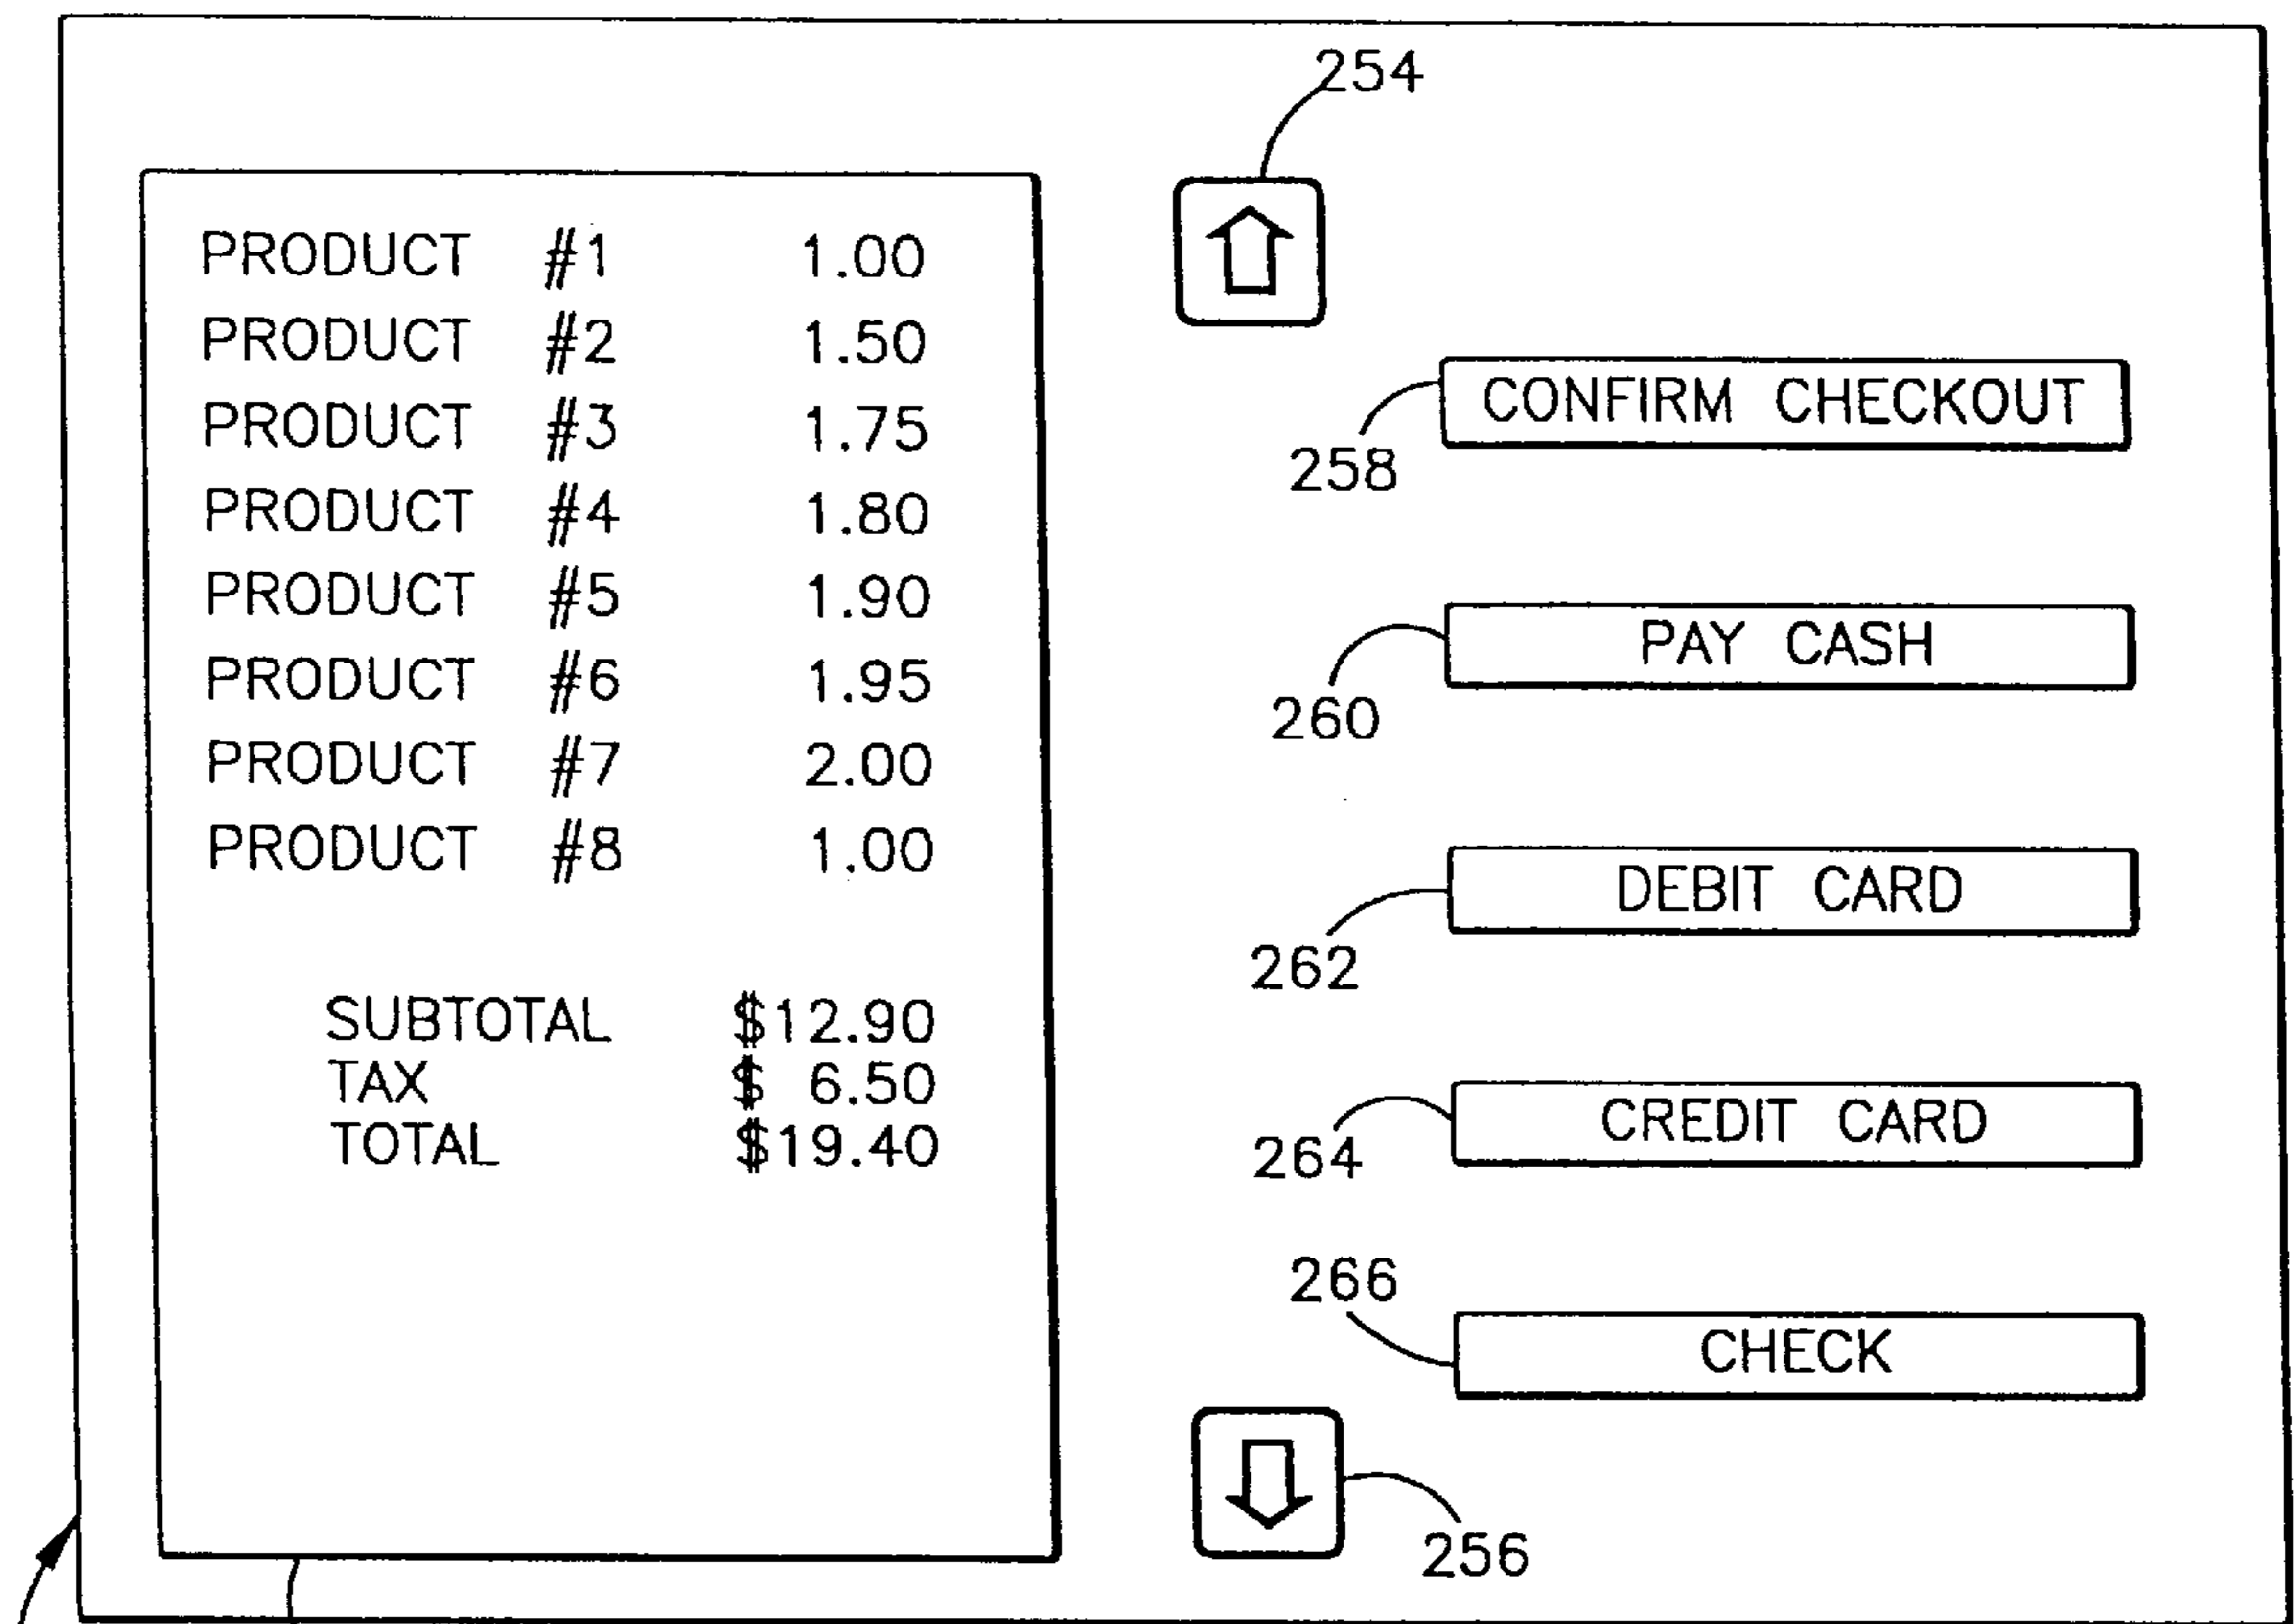 254
PRODUCT #1 1.00
PRODUCT #2 1.50
PRODUCT #3 1.75
PRODUCT #4 1.80
PRODUCT #5 1.90
PRODUCT #6 1.95
PRODUCT #7 2.00
PRODUCT #8 1.00
SUBTOTAL $12.90
TAX $ 6.50
TOTAL $19.40
CONFIRM CHECKOUT
258
PAY CASH
260
DEBIT CARD
262
CREDIT CARD
264
266
CHECK
256